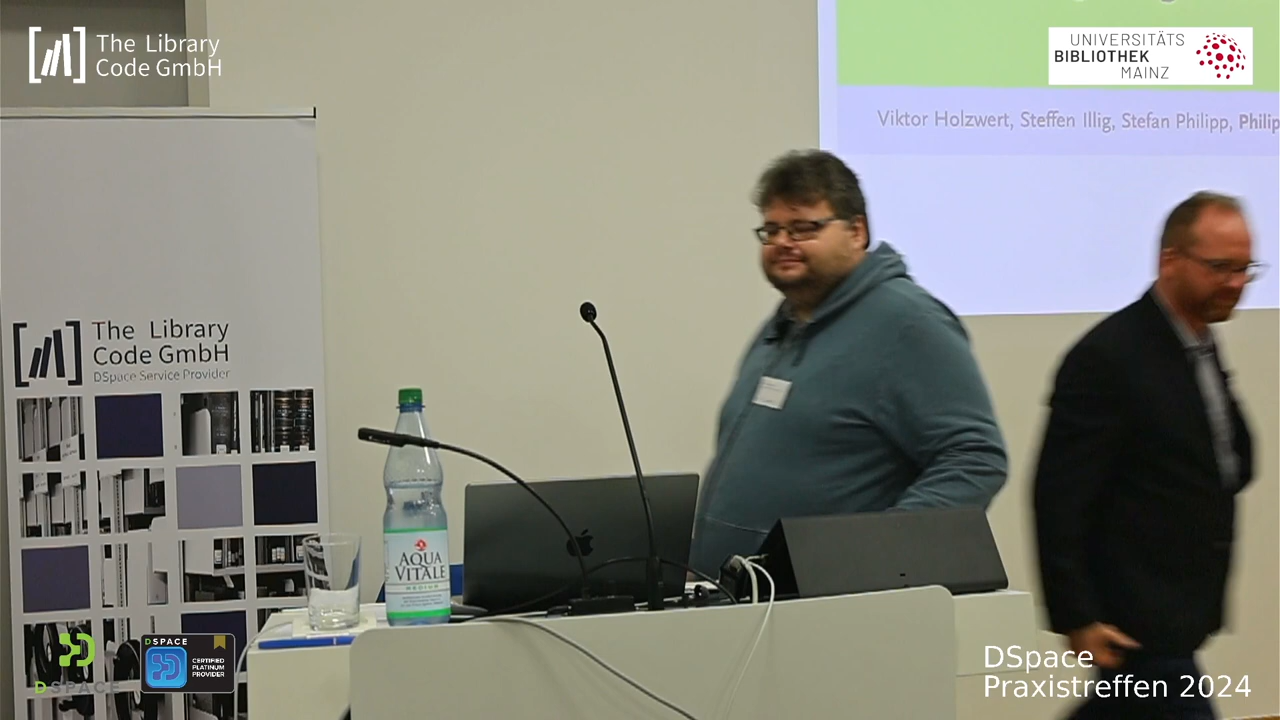 The Library
Code GmbH
UNIVERSITÄTS
BIBLIOTHEK
MAINZ
Viktor Holzwert, Steffen Illig, Stefan Philipp, Philip
The Library
Code GmbH
DSpace Service Provider
AQUA
VITALE
MEDIUM
DSPACE
DSPACE
CERTIFIED
PLATINUM
PROVIDER
DSpace
Praxistreffen 2024